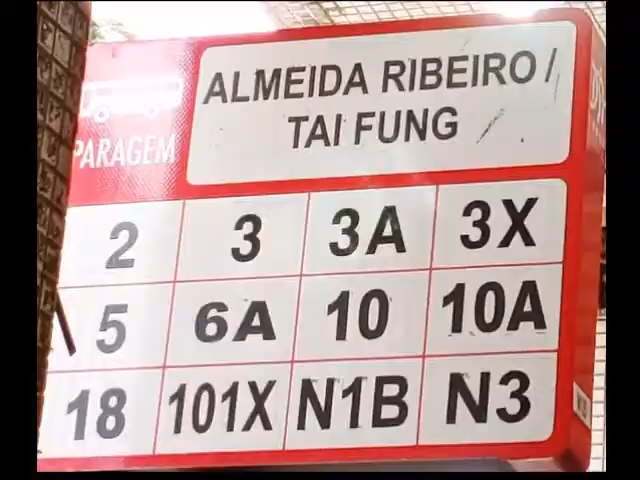 PARAGEM
ALMEIDA RIBEIRO /
TAI FUNG
2 3 3A 3X
5 6A 10 10A
18 101X N1B N3